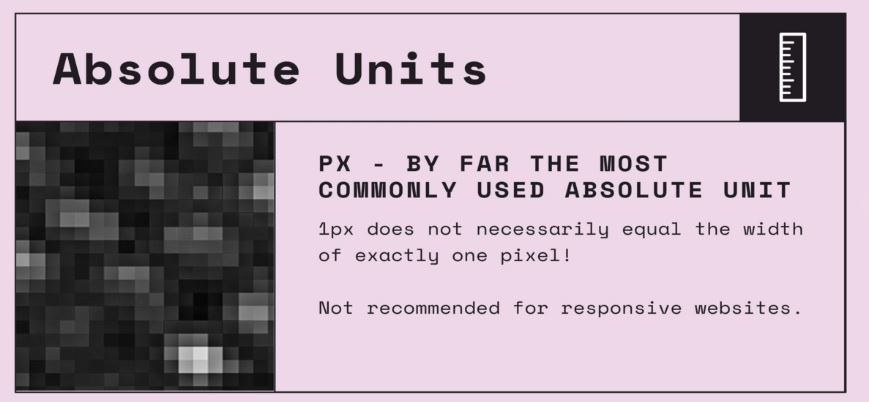 Absolute Units
PX - BY FAR THE MOST
COMMONLY USED ABSOLUTE UNIT
1px does not necessarily equal the width
of exactly one pixel!
Not recommended for responsive websites.